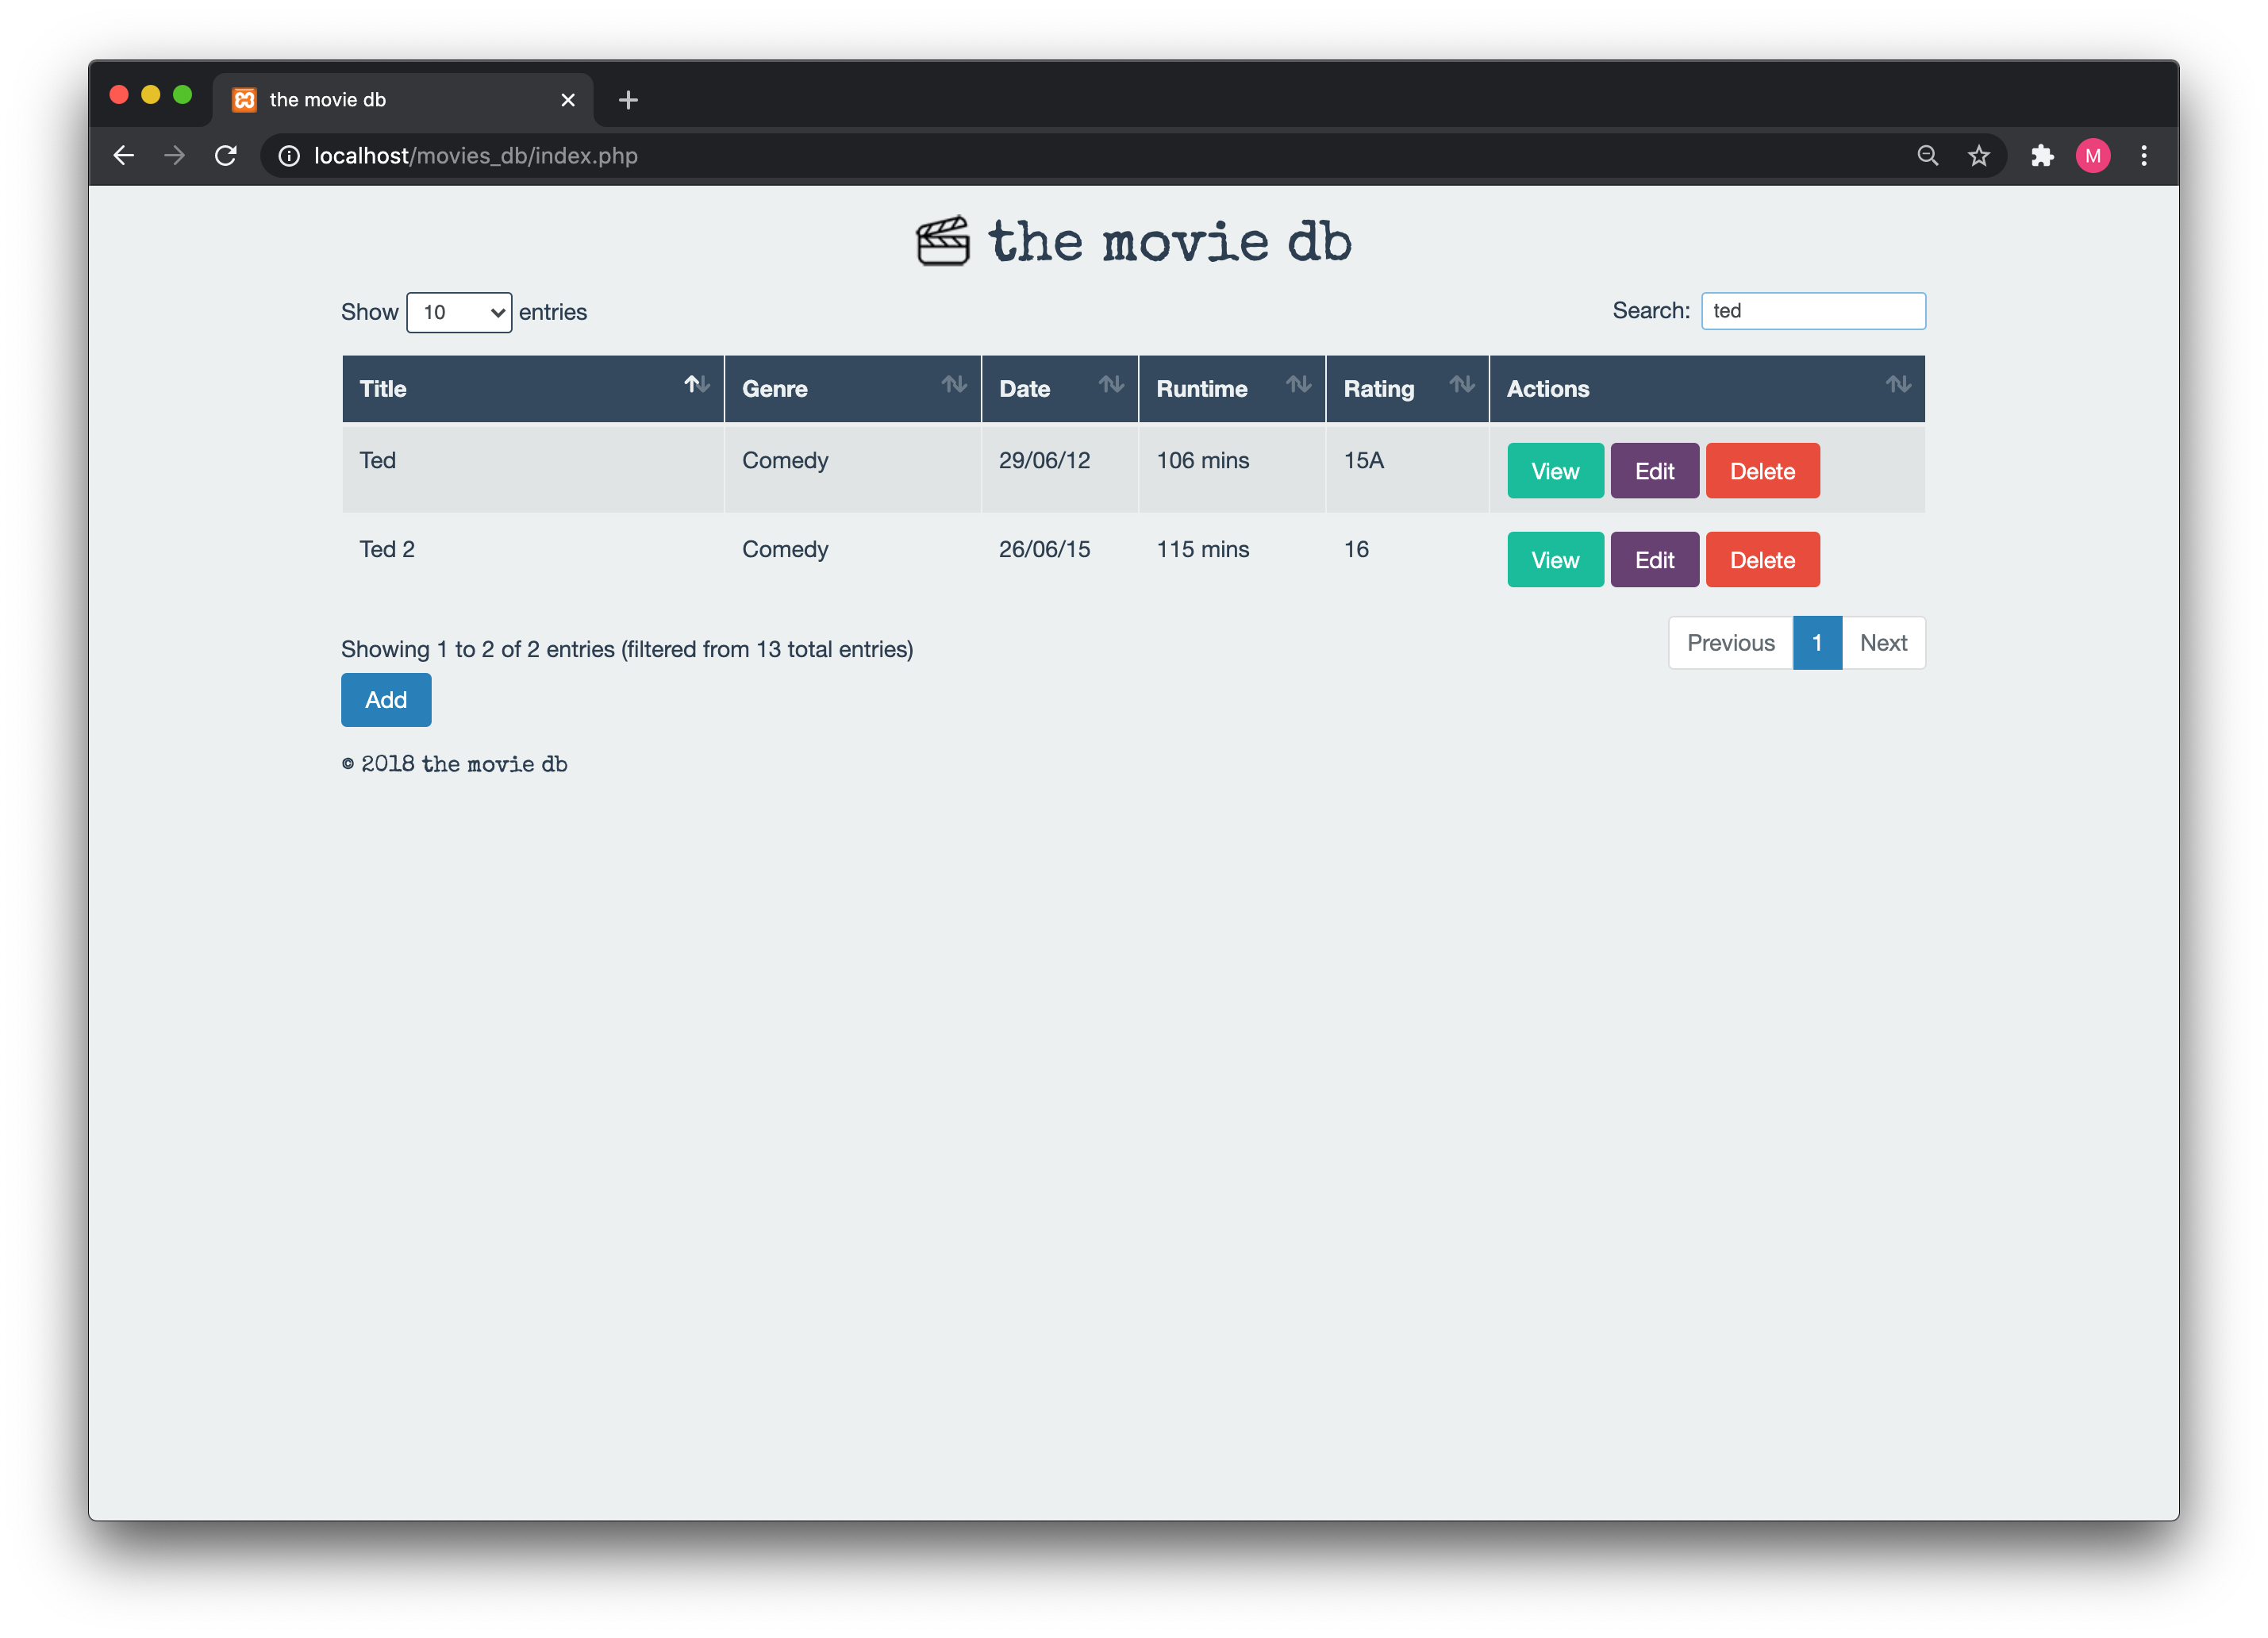 the movie db
localhost/movies_db/index.php
M
the movie db
Show 10 entries Search: ted
Title Genre Date Runtime Rating Actions
Ted Comedy 29/06/12 106 mins 15A View Edit Delete
Ted 2 Comedy 26/06/15 115 mins 16 View Edit Delete
Showing 1 to 2 of 2 entries (filtered from 13 total entries) Previous 1 Next
Add
© 2018 the movie db